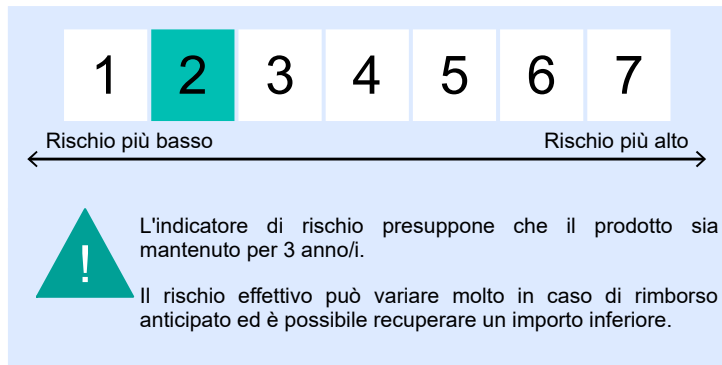 1 2 3 4 5 6 7
Rischio più basso Rischio più alto
!
L'indicatore di rischio presuppone che il prodotto sia
mantenuto per 3 anno/i.
Il rischio effettivo può variare molto in caso di rimborso
anticipato ed è possibile recuperare un importo inferiore.